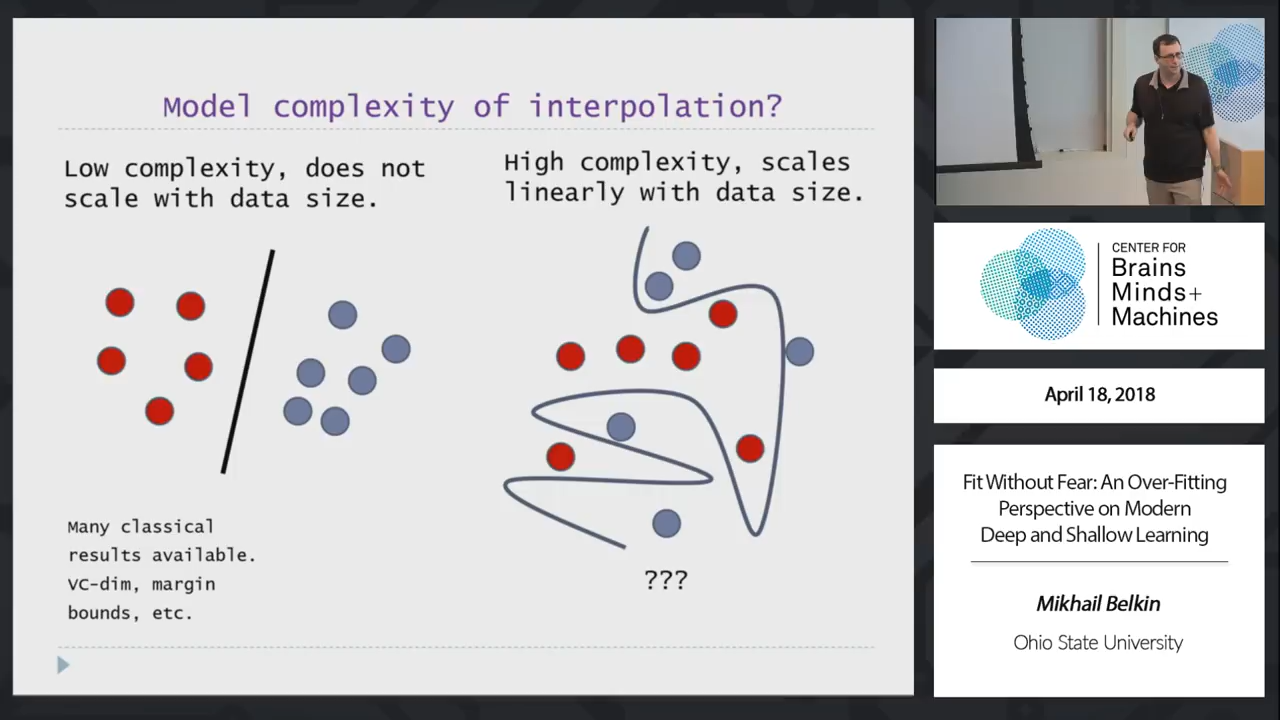 Model complexity of interpolation?
Low complexity, does not
scale with data size.
High complexity, scales
linearly with data size.
Many classical
results available.
VC-dim, margin
bounds, etc.
???
CENTER FOR
Brains
Minds+
Machines
April 18, 2018
Fit Without Fear: An Over-Fitting
Perspective on Modern
Deep and Shallow Learning
Mikhail Belkin
Ohio State University